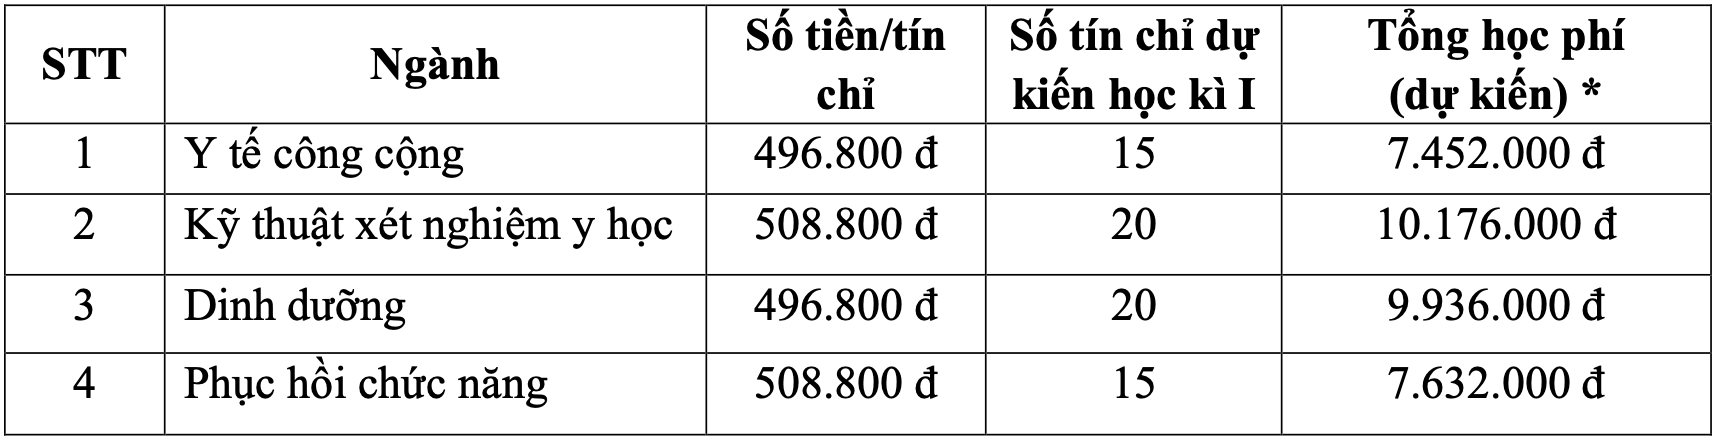 STT Ngành Số tiền/tín chỉ Số tín chỉ dự kiến học kì I Tổng học phí (dự kiến) *
1 Y tế công cộng 496.800 đ 15 7.452.000 đ
2 Kỹ thuật xét nghiệm y học 508.800 đ 20 10.176.000 đ
3 Dinh dưỡng 496.800 đ 20 9.936.000 đ
4 Phục hồi chức năng 508.800 đ 15 7.632.000 đ